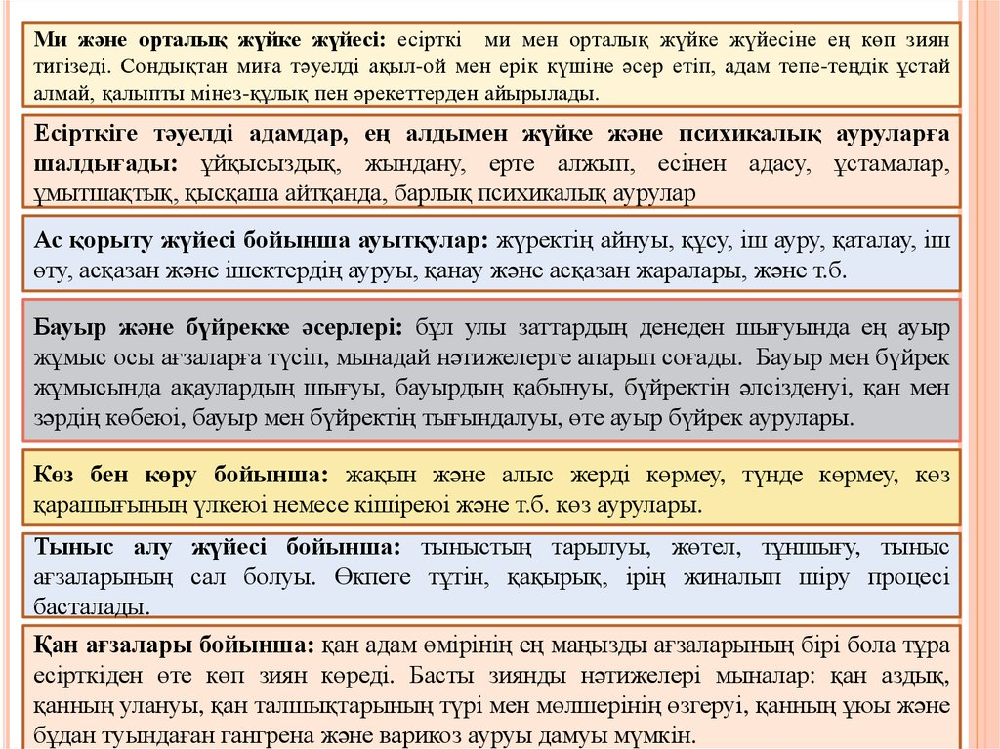 Ми және орталық жүйке жүйесі: есірткі ми мен орталық жүйке жүйесіне ең көп зиян
тигізеді. Сондықтан миға тәуелді ақыл-ой мен ерік күшіне әсер етіп, адам тепе-теңдік ұстай
алмай, қалыпты мінез-құлық пен әрекеттерден айырылады.
Есірткіге тәуелді адамдар, ең алдымен жүйке және психикалық ауруларға
шалдығады: ұйқысыздық, жындану, ерте алжып, есінен адасу, ұстамалар,
ұмытшақтық, қысқаша айтқанда, барлық психикалық аурулар
Ас қорыту жүйесі бойынша ауытқулар: жүректің айнуы, құсу, іш ауру, қаталау, іш
өту, асқазан және ішектердің ауруы, қанау және асқазан жаралары, және т.б.
Бауыр және бүйрекке әсерлері: бұл улы заттардың денеден шығуында ең ауыр
жұмыс осы ағзаларға түсіп, мынадай нәтижелерге апарып соғады. Бауыр мен бүйрек
жұмысында ақаулардың шығуы, бауырдың қабынуы, бүйректің әлсізденуі, қан мен
зәрдің көбеюі, бауыр мен бүйректің тығындалуы, өте ауыр бүйрек аурулары.
Көз бен көру бойынша: жақын және алыс жерді көрмеу, түнде көрмеу, көз
қарашығының үлкеюі немесе кішіреюі және т.б. көз аурулары.
Тыныс алу жүйесі бойынша: тыныстың тарылуы, жөтел, тұншығу, тыныс
ағзаларының сал болуы. Өкпеге тұтін, қақырық, ірің жиналып шіру процесі
басталады.
Қан ағзалары бойынша: қан адам өмірінің ең маңызды ағзаларының бірі бола тұра
есірткіден өте көп зиян көреді. Басты зиянды нәтижелері мыналар: қан аздық,
қанның улануы, қан талшықтарының түрі мен мөлшерінің өзгеруі, қанның ұюы және
бұдан туындаған гангрена және варикоз ауруы дамуы мүмкін.